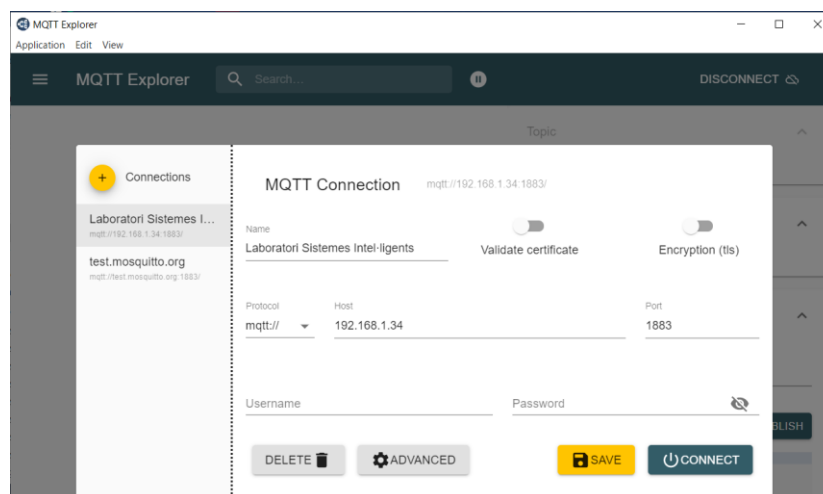 MQTT Explorer
Application Edit View
MQTT Explorer Search... DISCONNECT
Topic
+ Connections
Laboratori Sistemes I...
mqtt://192.168.1.34:1883/
test.mosquitto.org
mqtt://test.mosquitto.org:1883/
MQTT Connection mqtt://192.168.1.34:1883/
Name
Laboratori Sistemes Intel·ligents
Validate certificate Encryption (tls)
Protocol Host Port
mqtt:// 192.168.1.34 1883
Username Password
DELETE ADVANCED SAVE CONNECT
BLISH